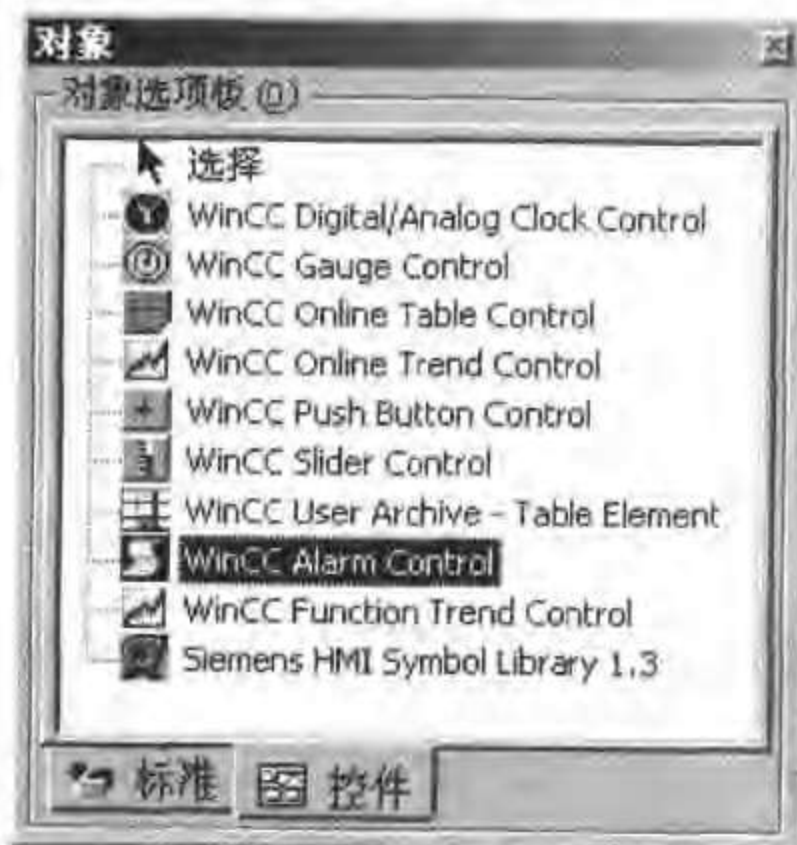 对象
对象选项板(O)
选择
WinCC Digital/Analog Clock Control
WinCC Gauge Control
WinCC Online Table Control
WinCC Online Trend Control
WinCC Push Button Control
WinCC Slider Control
WinCC User Archive - Table Element
WinCC Alarm Control
WinCC Function Trend Control
Siemens HMI Symbol Library 1.3
标准 控件